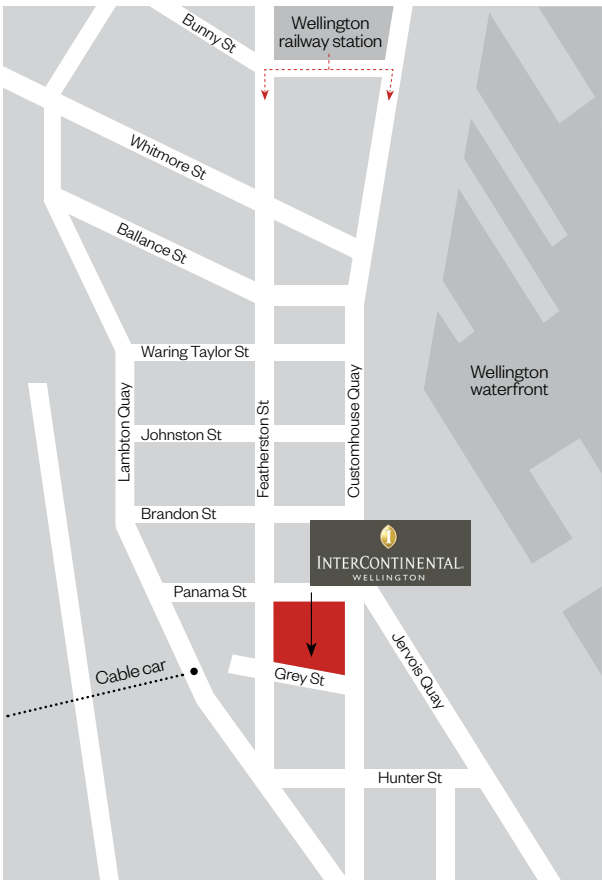 Wellington
railway station
Bunny St
Whitmore St
Ballance St
Waring Taylor St
Wellington
waterfront
Lambton Quay
Featherston St
Customhouse Quay
Johnston St
Brandon St
INTERCONTINENTAL®
WELLINGTON
Panama St
Jervois Quay
Cable car
Grey St
Hunter St